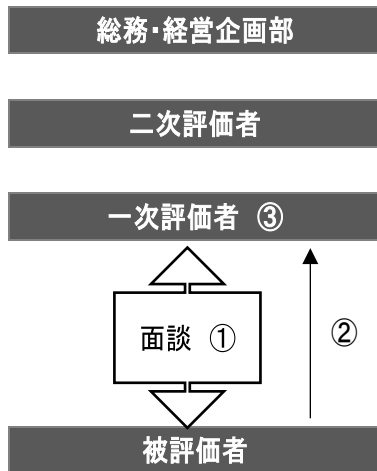 総務・経営企画部
二次評価者
一次評価者 ③
面談 ①
②
被評価者